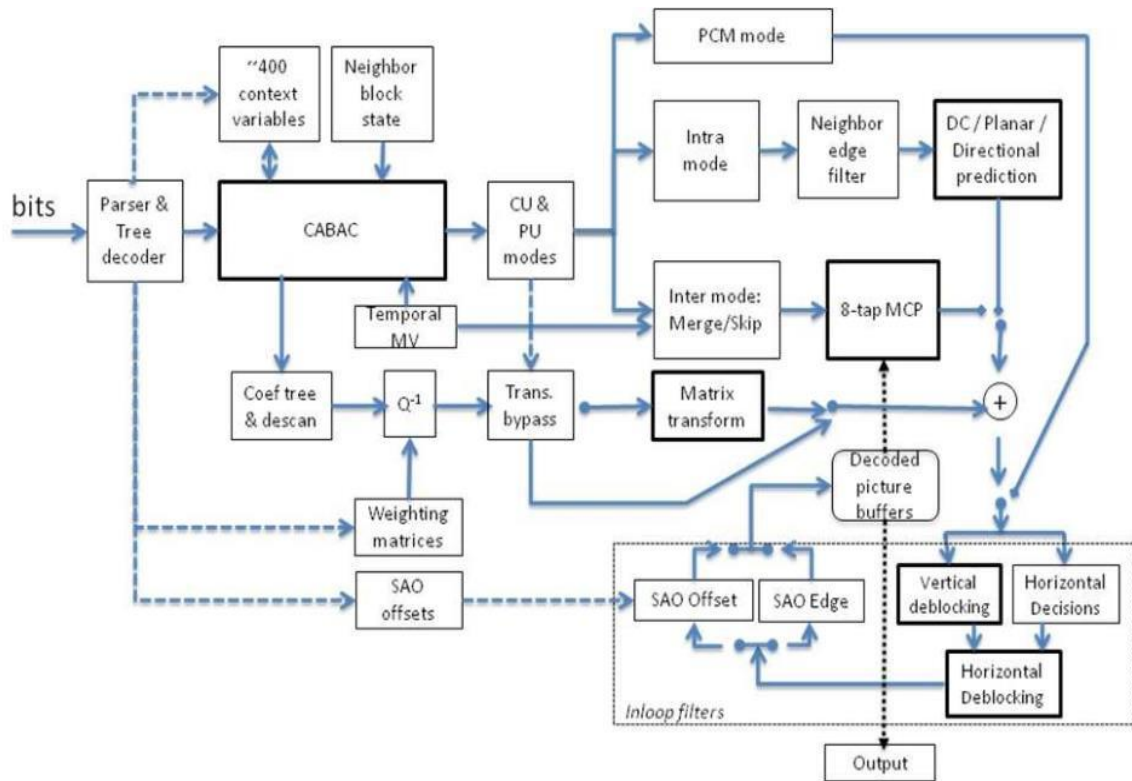 PCM mode
~400
context
variables
Neighbor
block
state
Intra
mode
Neighbor
edge
filter
DC / Planar /
Directional
prediction
bits
Parser &
Tree
decoder
CABAC
CU &
PU
modes
Temporal
MV
Inter mode:
Merge/Skip
8-tap MCP
Coef tree
& descan
Q⁻¹
Trans.
bypass
Matrix
transform
+
Decoded
picture
buffers
Weighting
matrices
SAO
offsets
SAO Offset
SAO Edge
Vertical
deblocking
Horizontal
Decisions
Horizontal
Deblocking
Inloop filters
Output